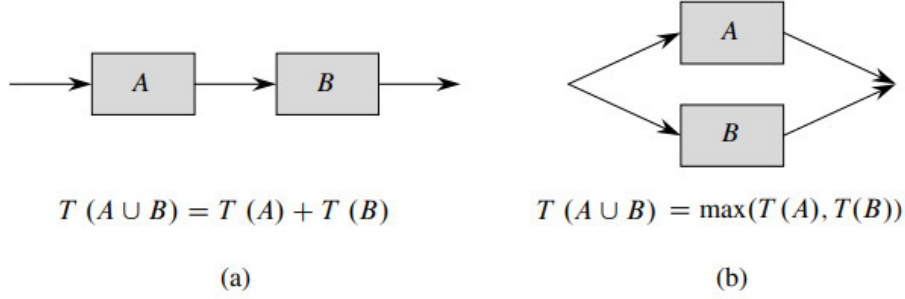 A B
A
B
T (A ∪ B) = T (A) + T (B)
T (A ∪ B) = max(T (A), T(B))
(a)
(b)